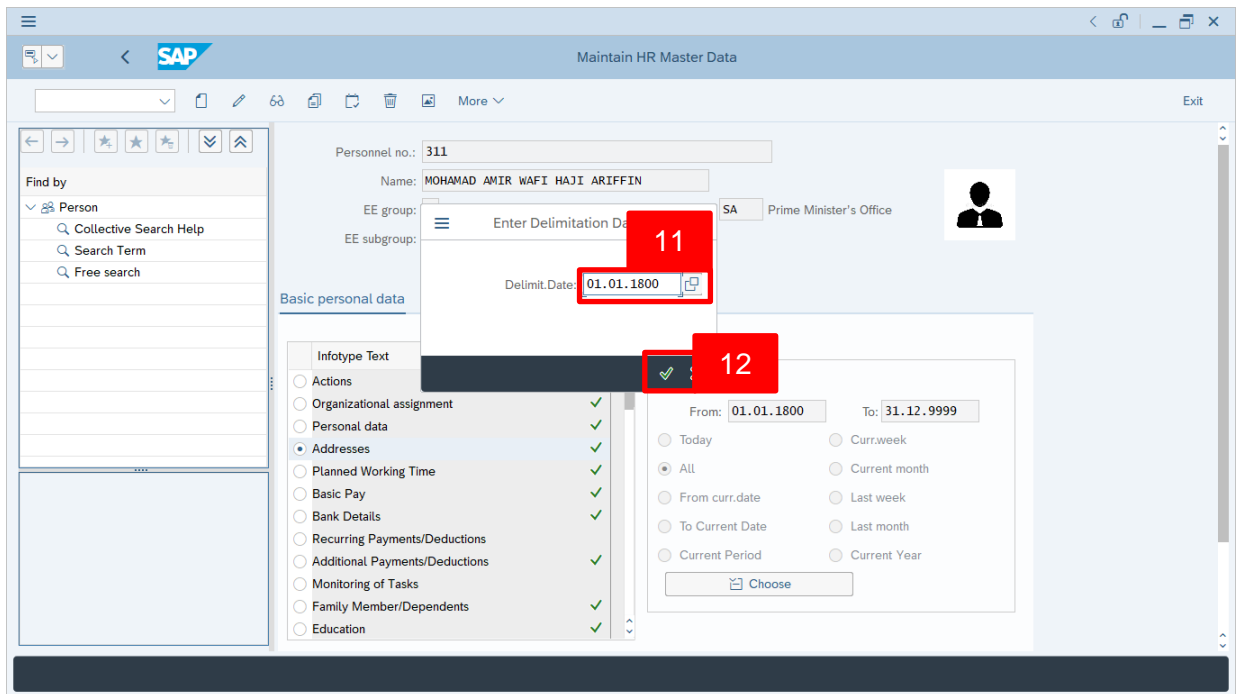 SAP
Maintain HR Master Data
More
Exit
Find by
Person
Collective Search Help
Search Term
Free search
Personnel no.: 311
Name: MOHAMAD AMIR WAFI HAJI ARIFFIN
EE group:
SA Prime Minister's Office
EE subgroup:
Enter Delimitation Da
11
Delimit.Date: 01.01.1800
12
Basic personal data
Infotype Text
Actions
Organizational assignment
Personal data
Addresses
Planned Working Time
Basic Pay
Bank Details
Recurring Payments/Deductions
Additional Payments/Deductions
Monitoring of Tasks
Family Member/Dependents
Education
From: 01.01.1800 To: 31.12.9999
Today Curr.week
All Current month
From curr.date Last week
To Current Date Last month
Current Period Current Year
Choose